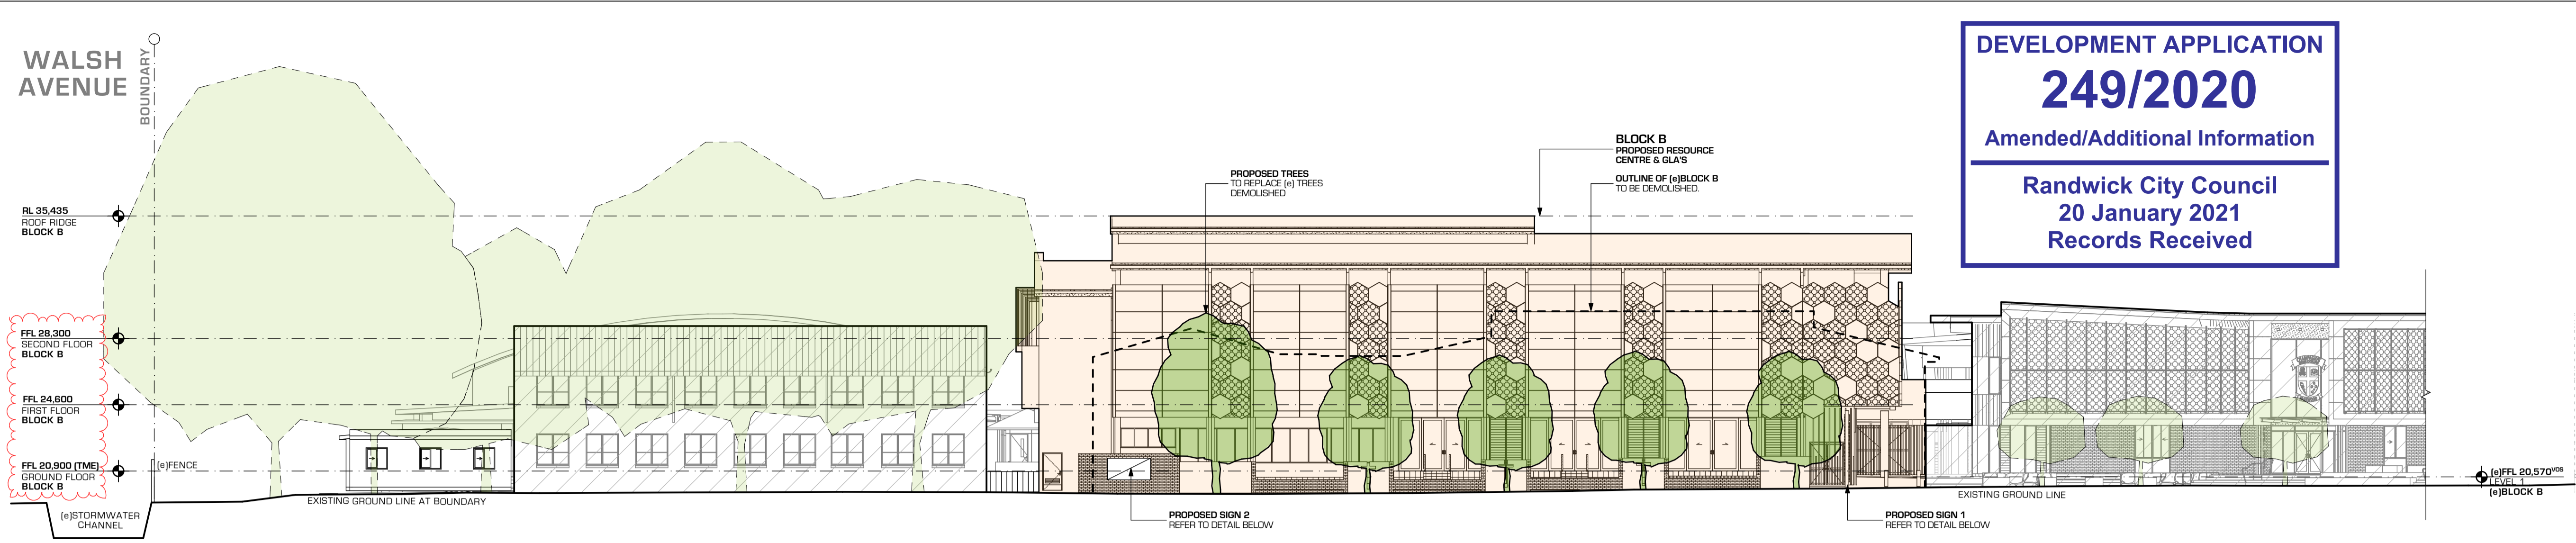 WALSH
AVENUE
BOUNDARY
DEVELOPMENT APPLICATION
249/2020
Amended/Additional Information
Randwick City Council
20 January 2021
Records Received
BLOCK B
PROPOSED RESOURCE
CENTRE & GLA'S
OUTLINE OF (e)BLOCK B
TO BE DEMOLISHED.
PROPOSED TREES
TO REPLACE (e) TREES
DEMOLISHED
RL 35,435
ROOF RIDGE
BLOCK B
FFL 28,300
SECOND FLOOR
BLOCK B
FFL 24,600
FIRST FLOOR
BLOCK B
FFL 20,900 (TME)
GROUND FLOOR
BLOCK B
(e)FENCE
(e)STORMWATER
CHANNEL
EXISTING GROUND LINE AT BOUNDARY
PROPOSED SIGN 2
REFER TO DETAIL BELOW
PROPOSED SIGN 1
REFER TO DETAIL BELOW
EXISTING GROUND LINE
(e)FFL 20,570VOS
LEVEL 1
(e)BLOCK B